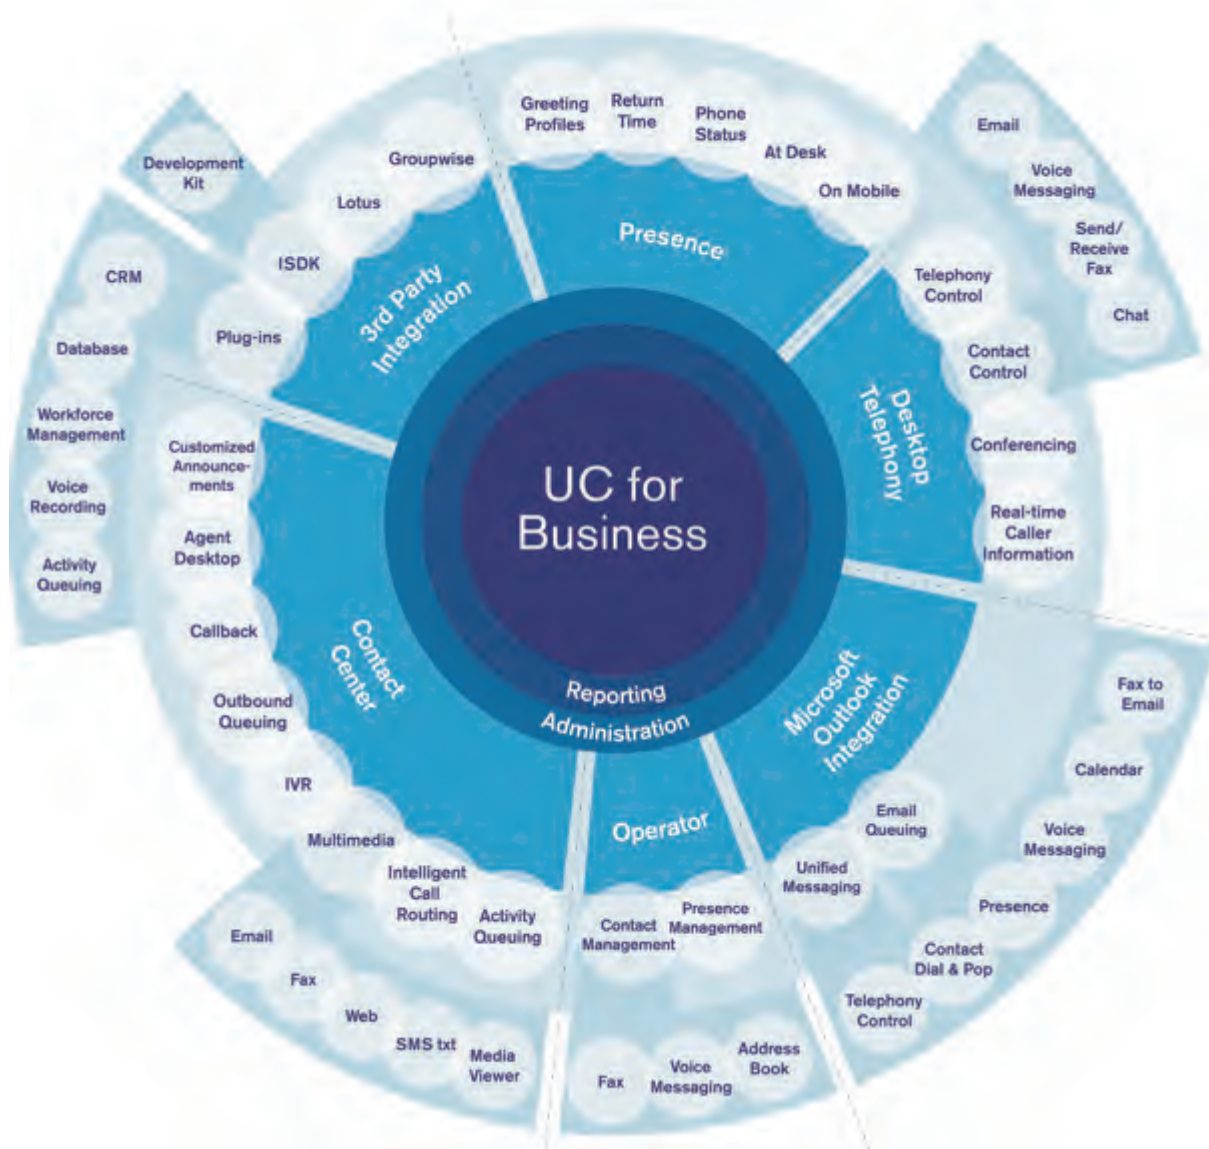 UC for
Business
Reporting
Administration
Presence
Greeting
Profiles
Return
Time
Phone
Status
At Desk
On Mobile
Desktop
Telephony
Telephony
Control
Contact
Control
Conferencing
Real-time
Caller
Information
Email
Voice
Messaging
Send/
Receive
Fax
Chat
Microsoft
Outlook
Integration
Email
Queuing
Unified
Messaging
Fax to
Email
Calendar
Voice
Messaging
Presence
Contact
Dial & Pop
Telephony
Control
Operator
Presence
Management
Contact
Management
Address
Book
Voice
Messaging
Fax
Contact
Center
Customized
Announce-
ments
Agent
Desktop
Callback
Outbound
Queuing
IVR
Multimedia
Intelligent
Call
Routing
Activity
Queuing
Email
Fax
Web
SMS txt
Media
Viewer
CRM
Database
Workforce
Management
Voice
Recording
Activity
Queuing
3rd Party
Integration
Groupwise
Lotus
ISDK
Plug-ins
Development
Kit